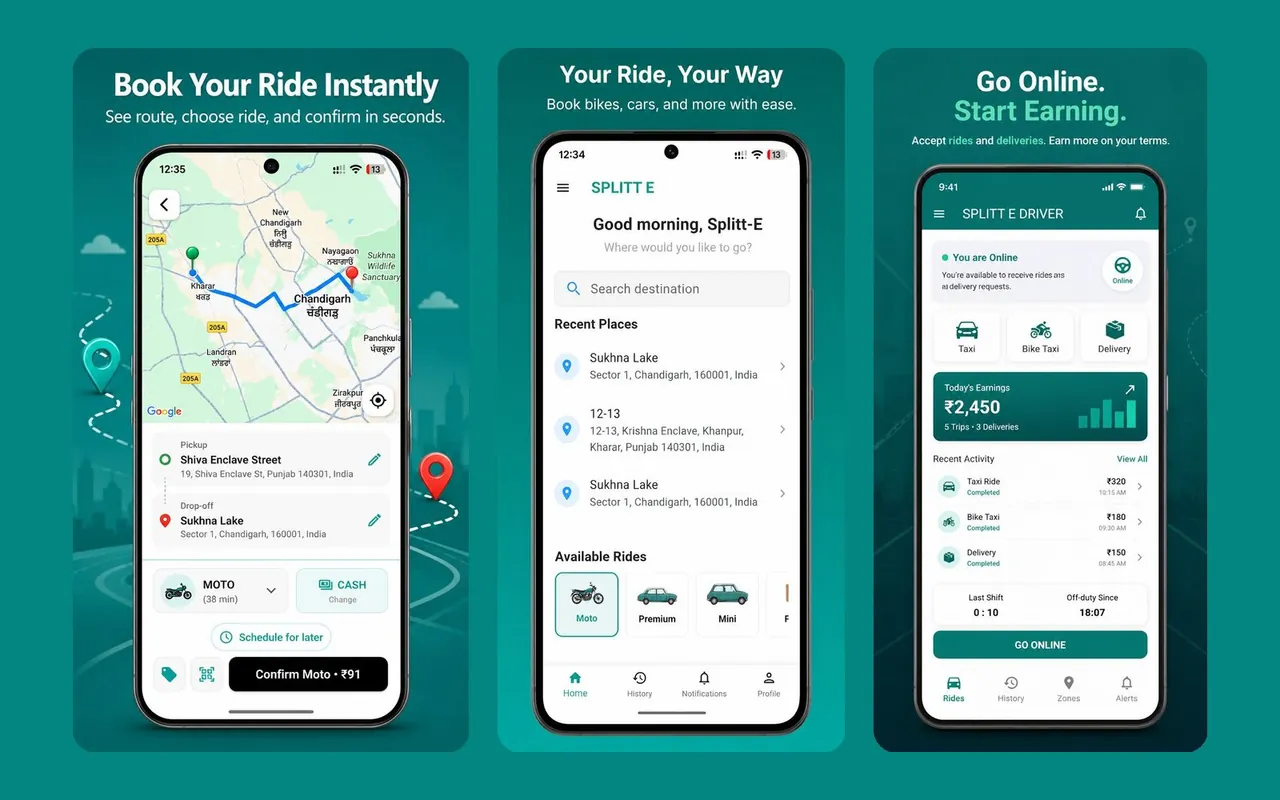 Book Your Ride Instantly
See route, choose ride, and confirm in seconds.
12:35
13
205A
New
Chandigarh
ਨਿਊ
ਚੰਡੀਗੜ੍ਹ
Nayagaon
ਨਯਾਗਾਓਂ
Sukhna
Wildlife
Sanctuary
Kharar
ਖਰੜ
Chandigarh
ਚੰਡੀਗੜ੍ਹ
205A
Landran
ਲਾਂਡਰਾਂ
Panchkula
ਪੰਚਕੂਲਾ
205A
Zirakpur
ਜ਼ੀਰਕਪੁਰ
Google
Pickup
Shiva Enclave Street
19, Shiva Enclave St, Punjab 140301, India
Drop-off
Sukhna Lake
Sector 1, Chandigarh, 160001, India
MOTO
(38 min)
CASH
Change
Schedule for later
Confirm Moto • ₹91
Your Ride, Your Way
Book bikes, cars, and more with ease.
12:34
13
SPLITT E
Good morning, Splitt-E
Where would you like to go?
Search destination
Recent Places
Sukhna Lake
Sector 1, Chandigarh, 160001, India
12-13
12-13, Krishna Enclave, Khanpur,
Kharar, Punjab 140301, India
Sukhna Lake
Sector 1, Chandigarh, 160001, India
Available Rides
Moto
Premium
Mini
Home
History
Notifications
Profile
Go Online.
Start Earning.
Accept rides and deliveries. Earn more on your terms.
9:41
SPLITT E DRIVER
You are Online
You're available to receive rides
delivery requests.
Online
Taxi
Bike Taxi
Delivery
Today's Earnings
₹2,450
5 Trips • 3 Deliveries
Recent Activity
View All
Taxi Ride
Completed
₹320
10:15 AM
Bike Taxi
Completed
₹180
09:30 AM
Delivery
Completed
₹150
08:45 AM
Last Shift
0 : 10
Off-duty Since
18:07
GO ONLINE
Rides
History
Zones
Alerts